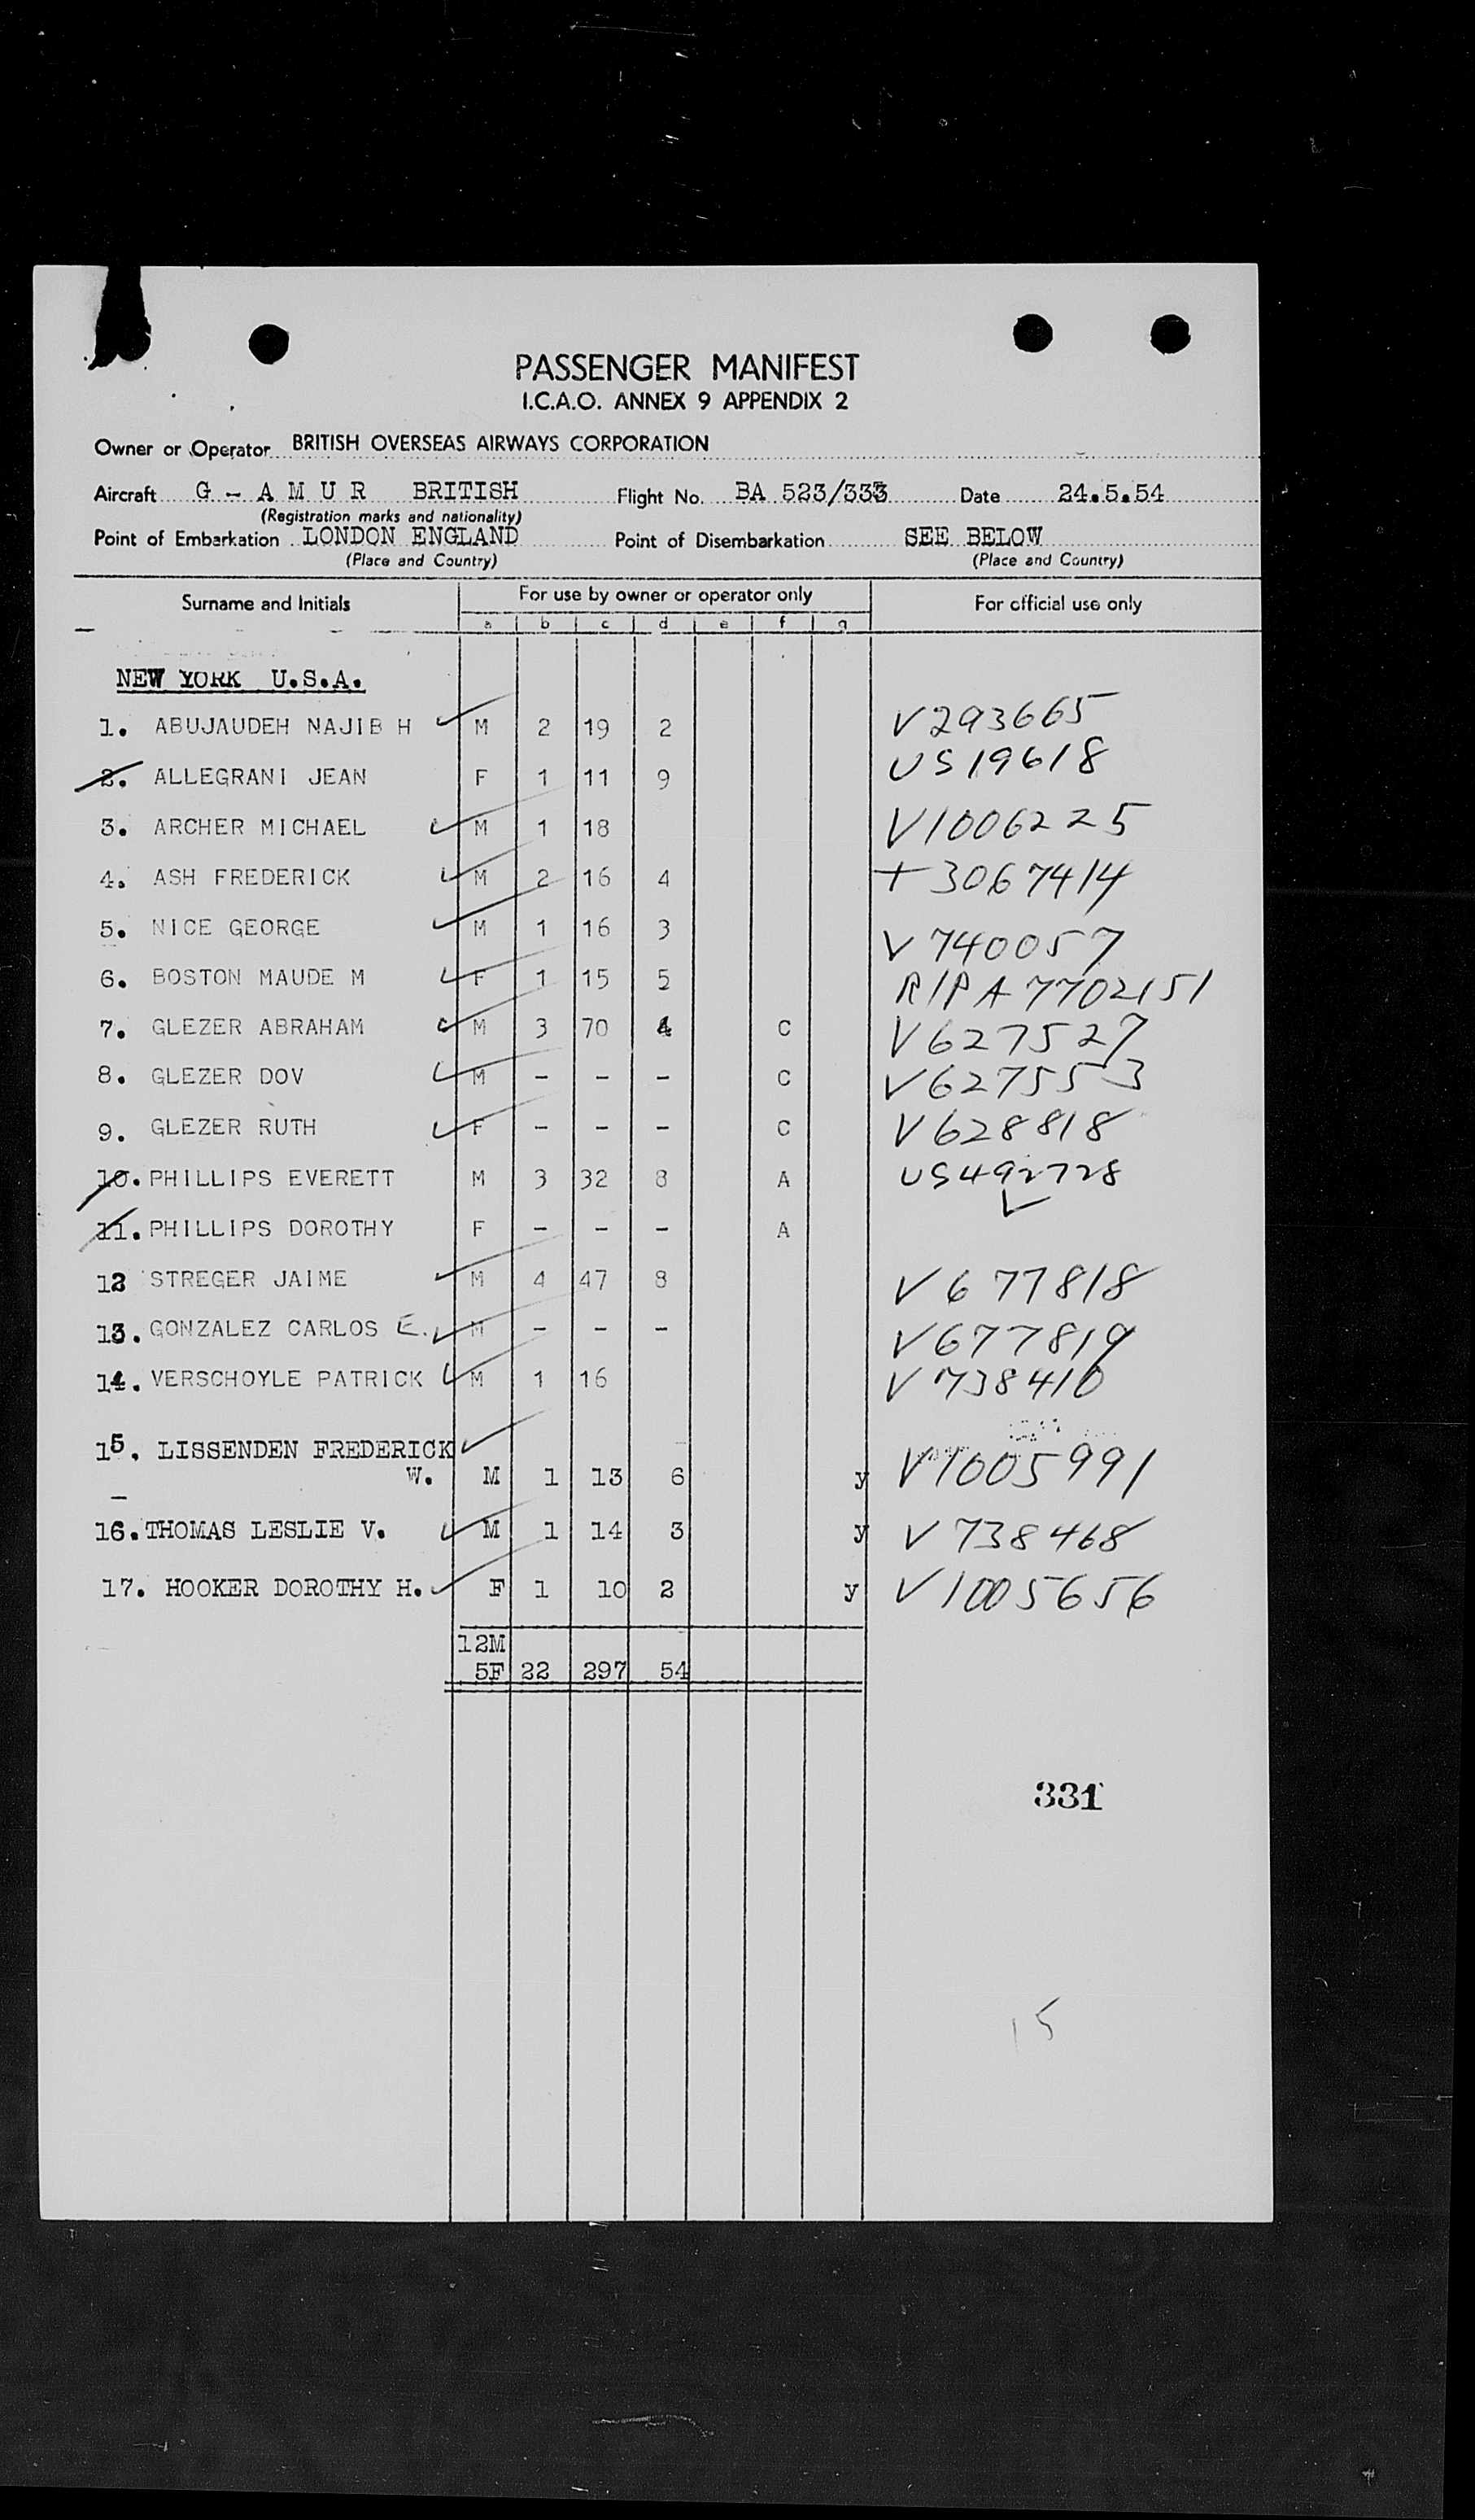 PASSENGER MANIFEST
I.C.A.O. ANNEX 9 APPENDIX 2
Owner or Operator BRITISH OVERSEAS AIRWAYS CORPORATION
Aircraft G - A M U R BRITISH Flight No. BA 523/333 Date 24.5.54
(Registration marks and nationality)
Point of Embarkation LONDON ENGLAND Point of Disembarkation SEE BELOW
(Place and Country) (Place and Country)
Surname and Initials For use by owner or operator only For official use only
a b c d e f g
NEW YORK U.S.A.
1. ABUJAUDEH NAJIB H M 2 19 2 V293665
2. ALLEGRANI JEAN F 1 11 9 US19618
3. ARCHER MICHAEL M 1 18 V1006225
4. ASH FREDERICK M 2 16 4 + 3067414
5. NICE GEORGE M 1 16 3 V740057
6. BOSTON MAUDE M F 1 15 5 R/P A7702151
7. GLEZER ABRAHAM M 3 70 4 C V627527
8. GLEZER DOV M - - - C V627553
9. GLEZER RUTH F - - - C V628818
10. PHILLIPS EVERETT M 3 32 8 A US492728
11. PHILLIPS DOROTHY F - - - A
12 STREGER JAIME M 4 47 8 V677818
13. GONZALEZ CARLOS E. M - - - V677819
14. VERSCHOYLE PATRICK M 1 16 V738410
15. LISSENDEN FREDERICK
W. M 1 13 6 y V1005991
16. THOMAS LESLIE V. M 1 14 3 y V738468
17. HOOKER DOROTHY H. F 1 10 2 y V1005656
12M
5F 22 297 54
331
15